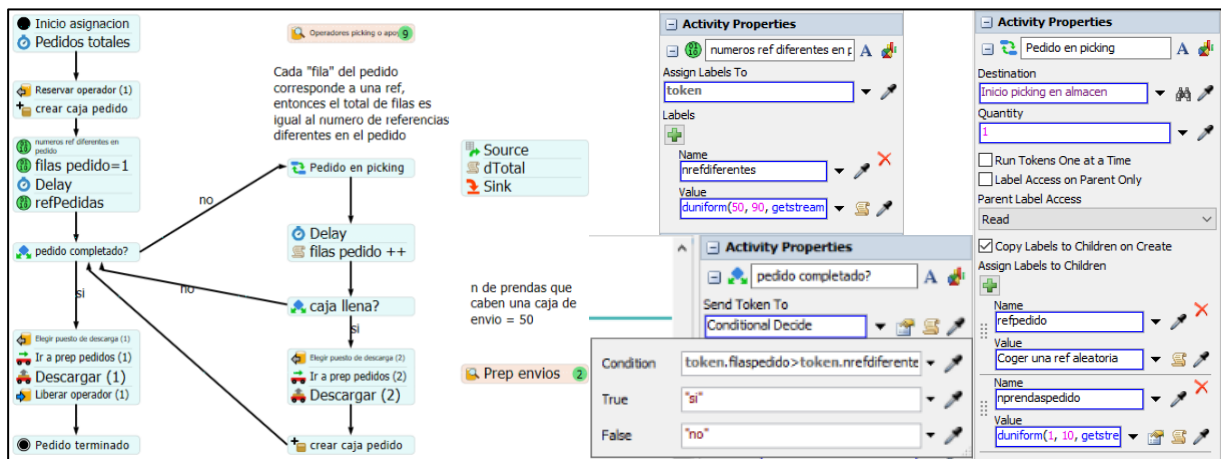 Inicio asignacion
Pedidos totales
Reservar operador (1)
crear caja pedido
numeros ref diferentes en
pedido
filas pedido=1
Delay
refPedidas
pedido completado?
no
si
Elegir puesto de descarga (1)
Ir a prep pedidos (1)
Descargar (1)
Liberar operador (1)
Pedido terminado
Operadores picking o apoy
9
Cada "fila" del pedido
corresponde a una ref,
entonces el total de filas es
igual al numero de referencias
diferentes en el pedido
Pedido en picking
Delay
filas pedido ++
no
caja llena?
si
Elegir puesto de descarga (2)
Ir a prep pedidos (2)
Descargar (2)
crear caja pedido
Source
dTotal
Sink
n de prendas que
caben una caja de
envio = 50
Prep envios 2
Activity Properties
numeros ref diferentes en p
A
Assign Labels To
token
Labels
Name
nrefdiferentes
Value
duniform(50, 90, getstream
Activity Properties
pedido completado?
A
Send Token To
Conditional Decide
Condition
token.filaspedido>token.nrefdiferente
True
"si"
False
"no"
Activity Properties
Pedido en picking
A
Destination
Inicio picking en almacen
Quantity
1
Run Tokens One at a Time
Label Access on Parent Only
Parent Label Access
Read
Copy Labels to Children on Create
Assign Labels to Children
Name
refpedido
Value
Coger una ref aleatoria
Name
nprendaspedido
Value
duniform(1, 10, getstre